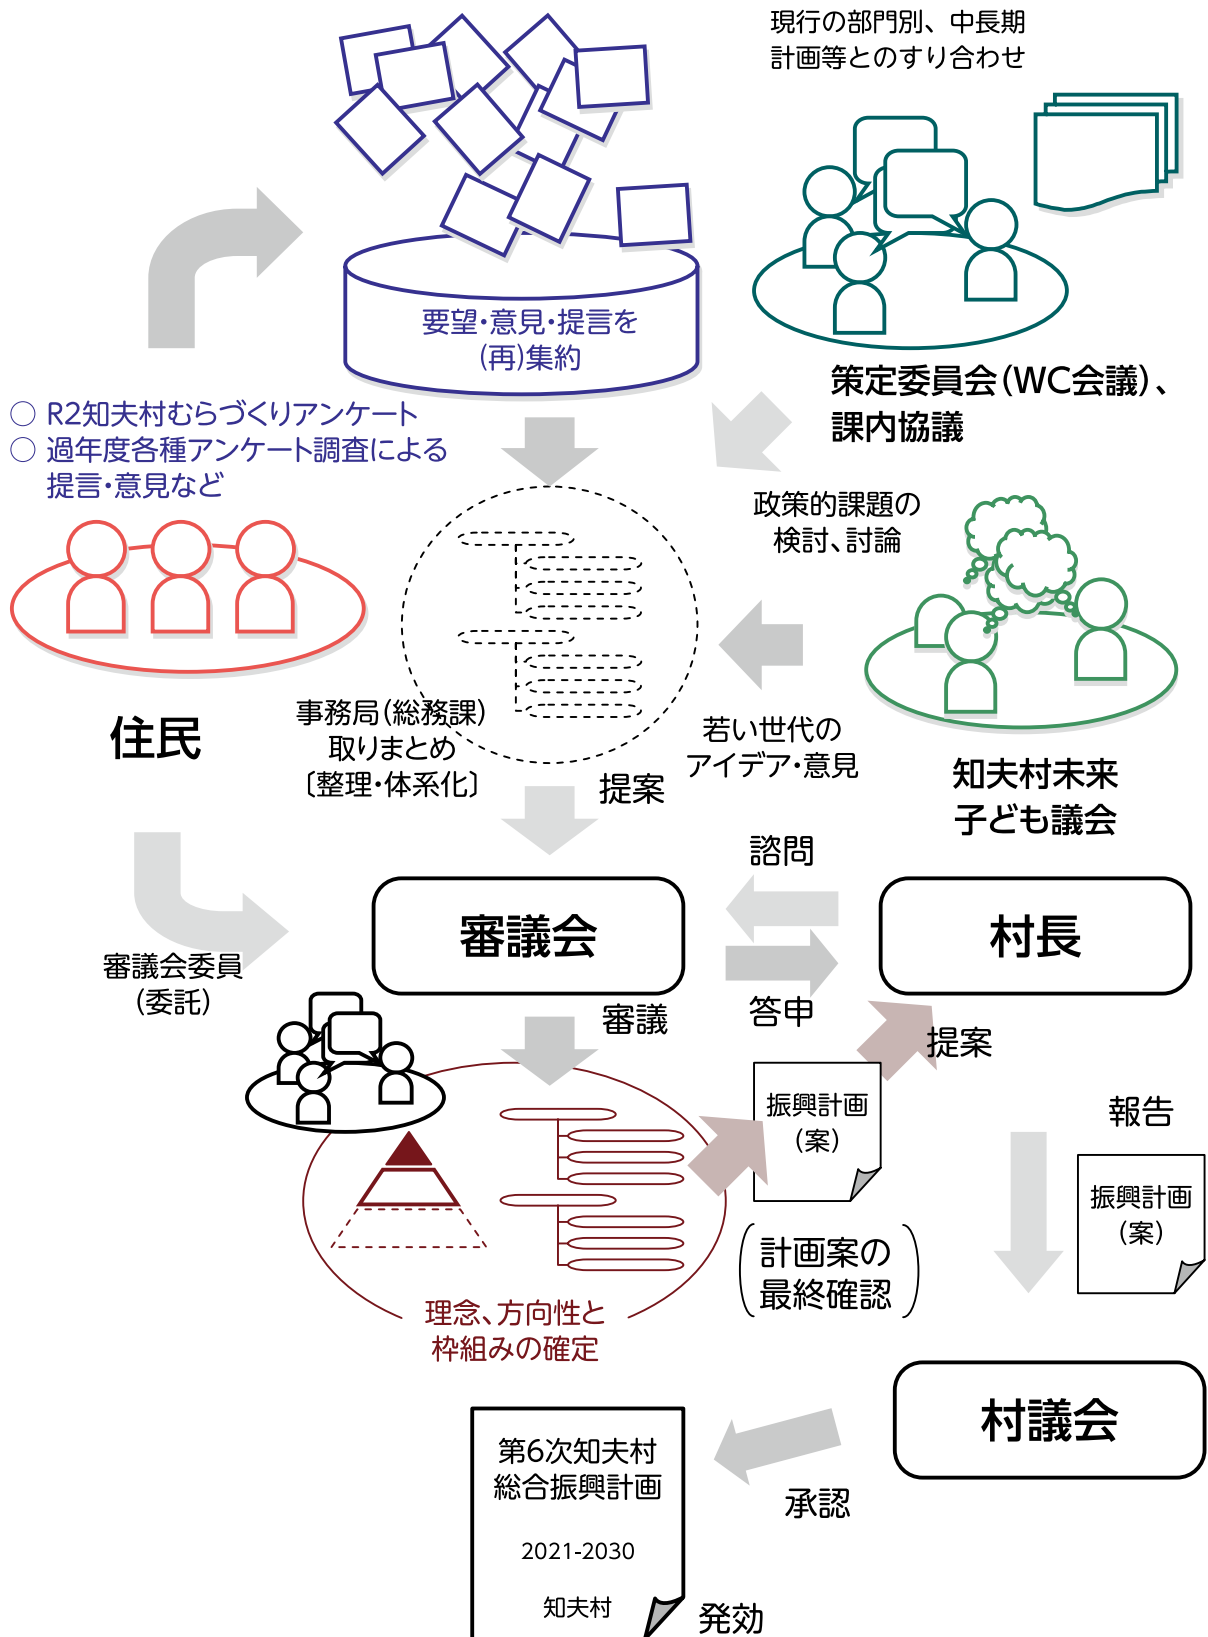 現行の部門別、中長期
計画等とのすり合わせ
要望・意見・提言を
(再)集約
策定委員会(WC会議)、
課内協議
○ R2知夫村むらづくりアンケート
○ 過年度各種アンケート調査による
提言・意見など
政策的課題の
検討、討論
住民
事務局(総務課)
取りまとめ
〔整理・体系化〕
若い世代の
アイデア・意見
知夫村未来
子ども議会
提案
諮問
審議会
村長
審議会委員
(委託)
審議
答申
提案
振興計画
(案)
報告
振興計画
(案)
(計画案の
最終確認)
理念、方向性と
枠組みの確定
村議会
第6次知夫村
総合振興計画
2021-2030
知夫村
承認
発効